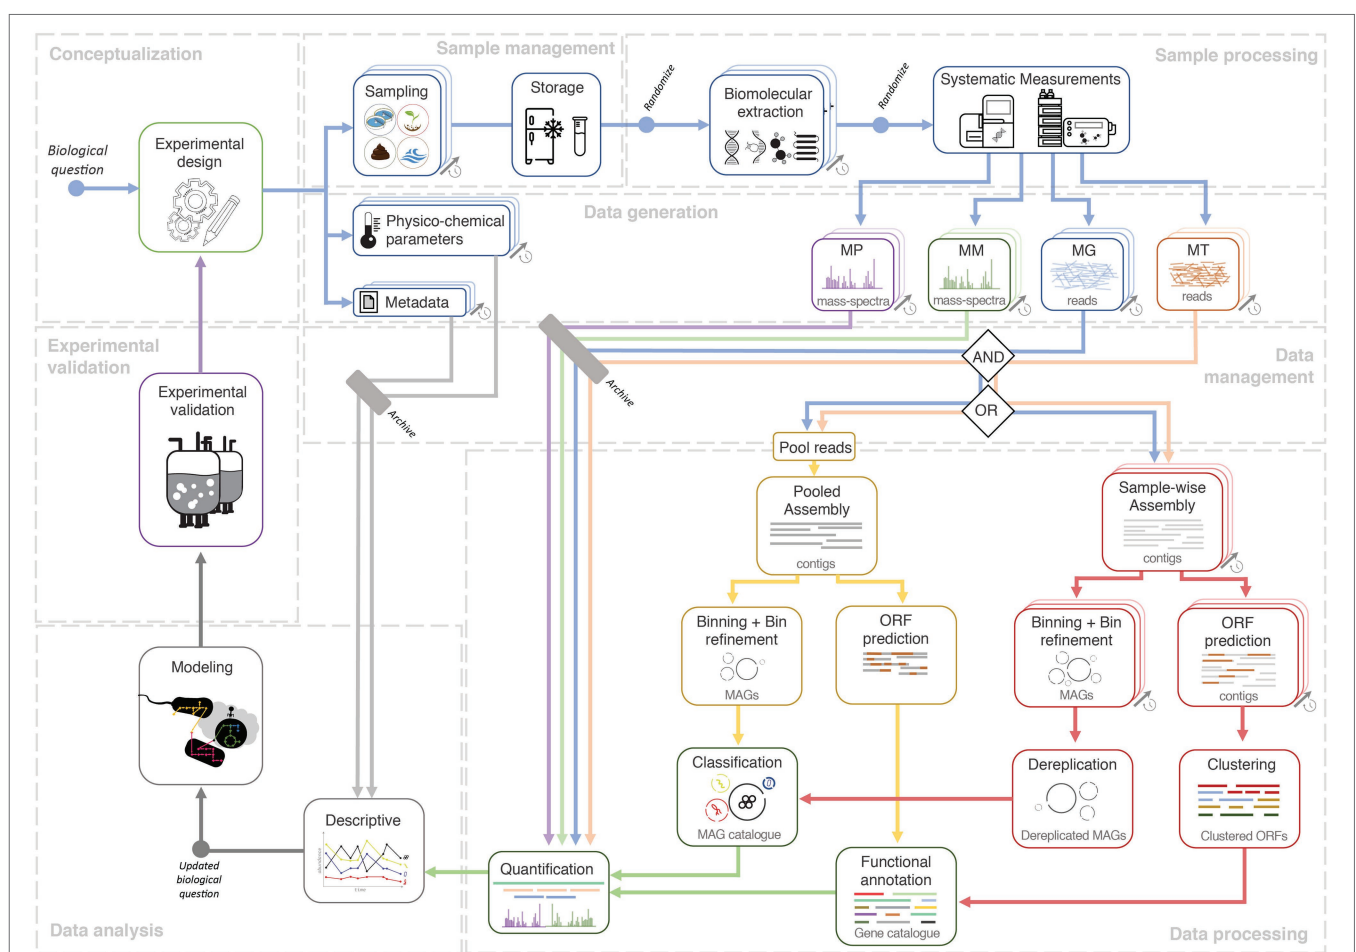 Conceptualization
Sample management
Sample processing
Sampling
Storage
Randomize
Biomolecular
extraction
Randomize
Systematic Measurements
Biological
question
Experimental
design
Physico-chemical
parameters
Metadata
Data generation
MP
mass-spectra
MM
mass-spectra
MG
reads
MT
reads
Experimental
validation
Experimental
validation
Archive
Archive
AND
OR
Data
management
Pool reads
Pooled
Assembly
contigs
Sample-wise
Assembly
contigs
Binning + Bin
refinement
MAGs
ORF
prediction
Binning + Bin
refinement
MAGs
ORF
prediction
contigs
Modeling
Classification
MAG catalogue
Dereplication
Dereplicated MAGs
Clustering
Clustered ORFs
Descriptive
abundance
time
Updated
biological
question
Quantification
Functional
annotation
Gene catalogue
Data analysis
Data processing